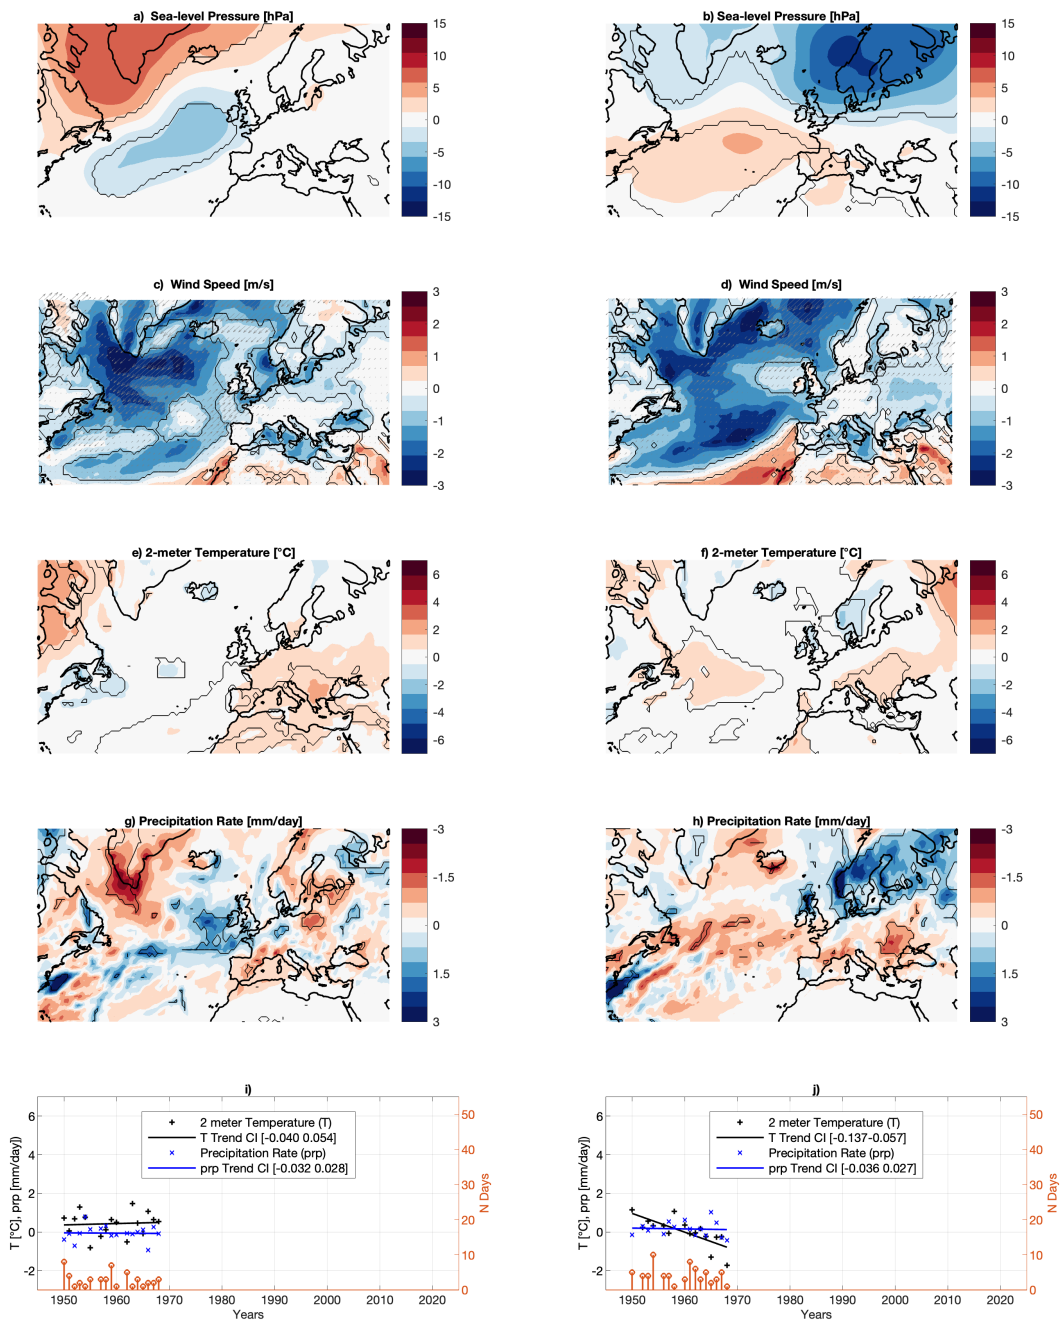 a) Sea-level Pressure [hPa]
15
10
5
0
-5
-10
-15
b) Sea-level Pressure [hPa]
15
10
5
0
-5
-10
-15
c) Wind Speed [m/s]
3
2
1
0
-1
-2
-3
d) Wind Speed [m/s]
3
2
1
0
-1
-2
-3
e) 2-meter Temperature [°C]
6
4
2
0
-2
-4
-6
f) 2-meter Temperature [°C]
6
4
2
0
-2
-4
-6
g) Precipitation Rate [mm/day]
-3
-1.5
0
1.5
3
h) Precipitation Rate [mm/day]
-3
-1.5
0
1.5
3
i)
T [°C], prp [mm/day])
6
4
2
0
-2
2 meter Temperature (T)
T Trend CI [-0.040 0.054]
Precipitation Rate (prp)
prp Trend CI [-0.032 0.028]
50
40
30
20
10
0
N Days
1950 1960 1970 1980 1990 2000 2010 2020
Years
j)
T [°C], prp [mm/day])
6
4
2
0
-2
2 meter Temperature (T)
T Trend CI [-0.137-0.057]
Precipitation Rate (prp)
prp Trend CI [-0.036 0.027]
50
40
30
20
10
0
N Days
1950 1960 1970 1980 1990 2000 2010 2020
Years